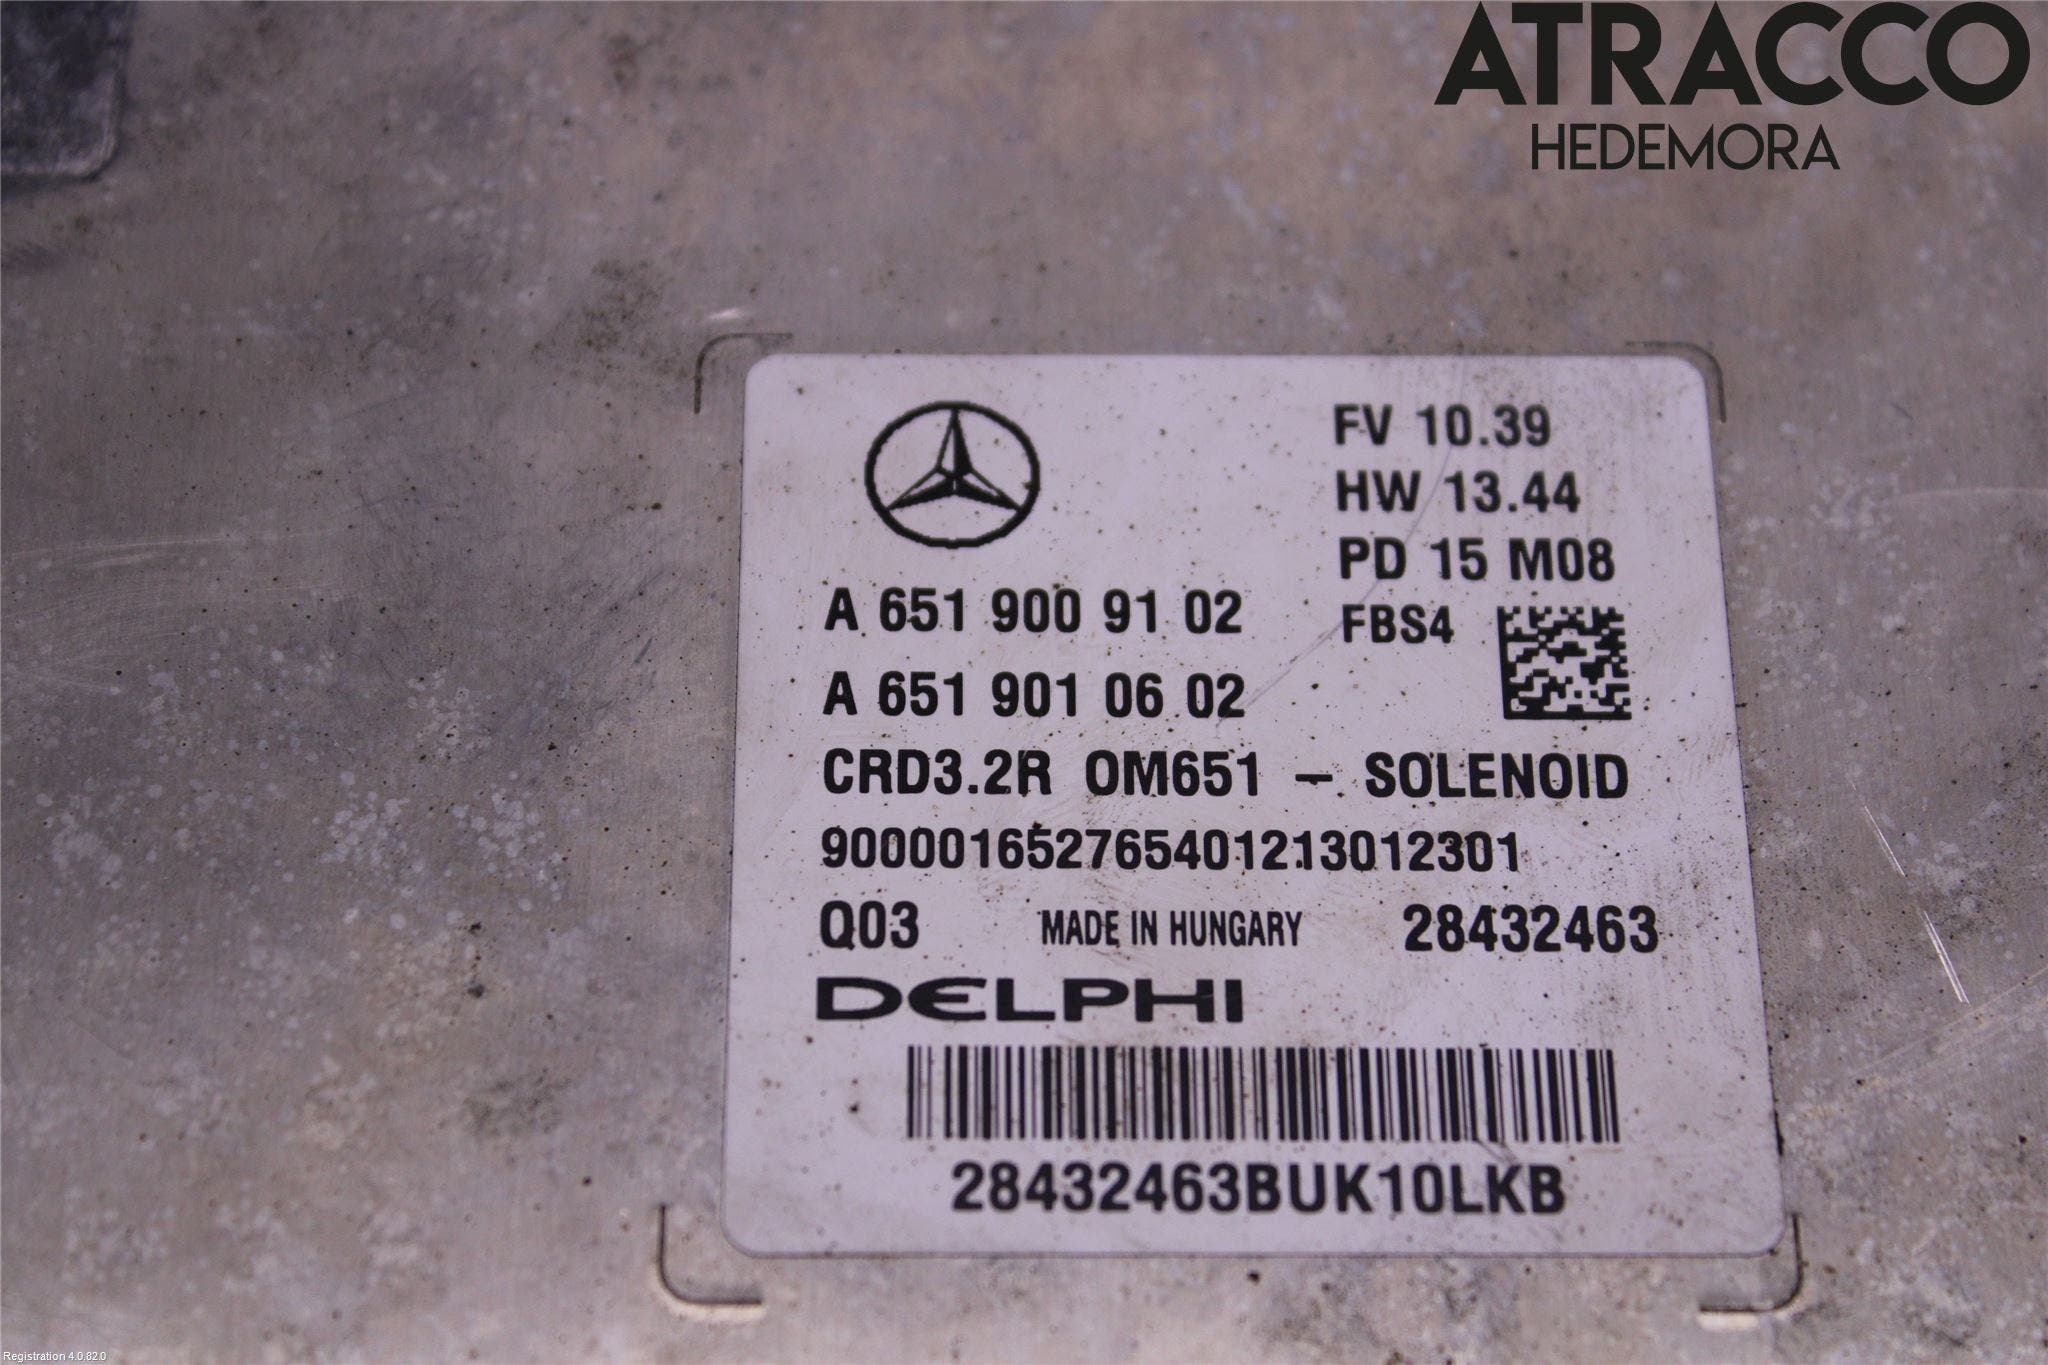 ATRACCO
HEDEMORA
FV 10.39
HW 13.44
PD 15 M08
FBS4
A 651 900 91 02
A 651 901 06 02
CRD3.2R OM651 - SOLENOID
900001652765401213012301
Q03 MADE IN HUNGARY 28432463
DELPHI
28432463BUK10LKB
Registration 4.0.82.0